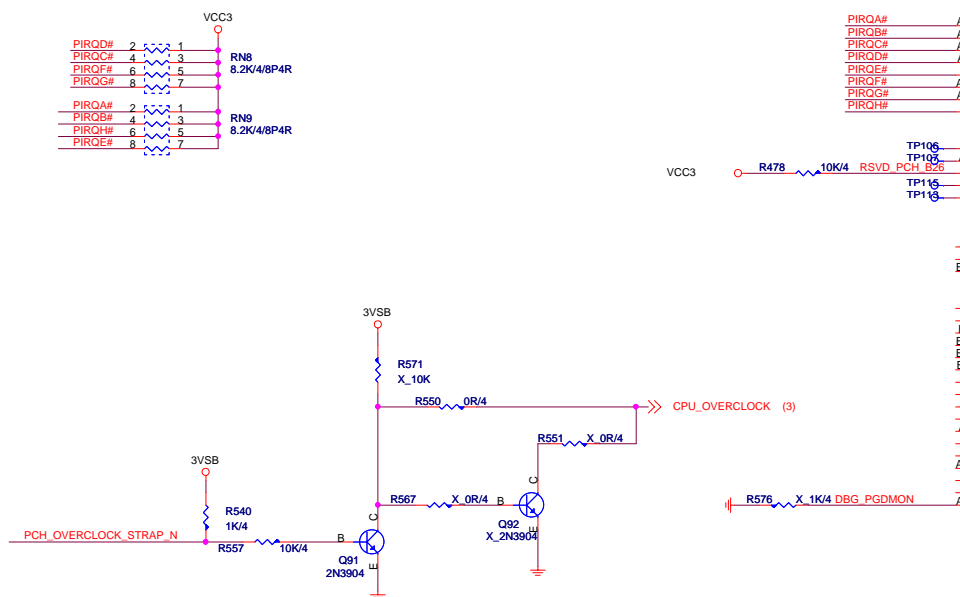 VCC3
PIRQD# 2 1
PIRQC# 4 3
PIRQF# 6 5
PIRQG# 8 7
RN8
8.2K/4/8P4R
PIRQA# 2 1
PIRQB# 4 3
PIRQH# 6 5
PIRQE# 8 7
RN9
8.2K/4/8P4R
PIRQA#
PIRQB#
PIRQC#
PIRQD#
PIRQE#
PIRQF#
PIRQG#
PIRQH#
TP106
TP107
VCC3 R478 10K/4 RSVD_PCH_B26
TP115
TP113
3VSB
R571
X_10K
R550 0R/4
CPU_OVERCLOCK (3)
R551 X_0R/4
3VSB
R540
1K/4
R567 X_0R/4 B
C
E
Q92
X_2N3904
R576 X_1K/4 DBG_PGDMON
PCH_OVERCLOCK_STRAP_N
R557 10K/4 B
C
E
Q91
2N3904